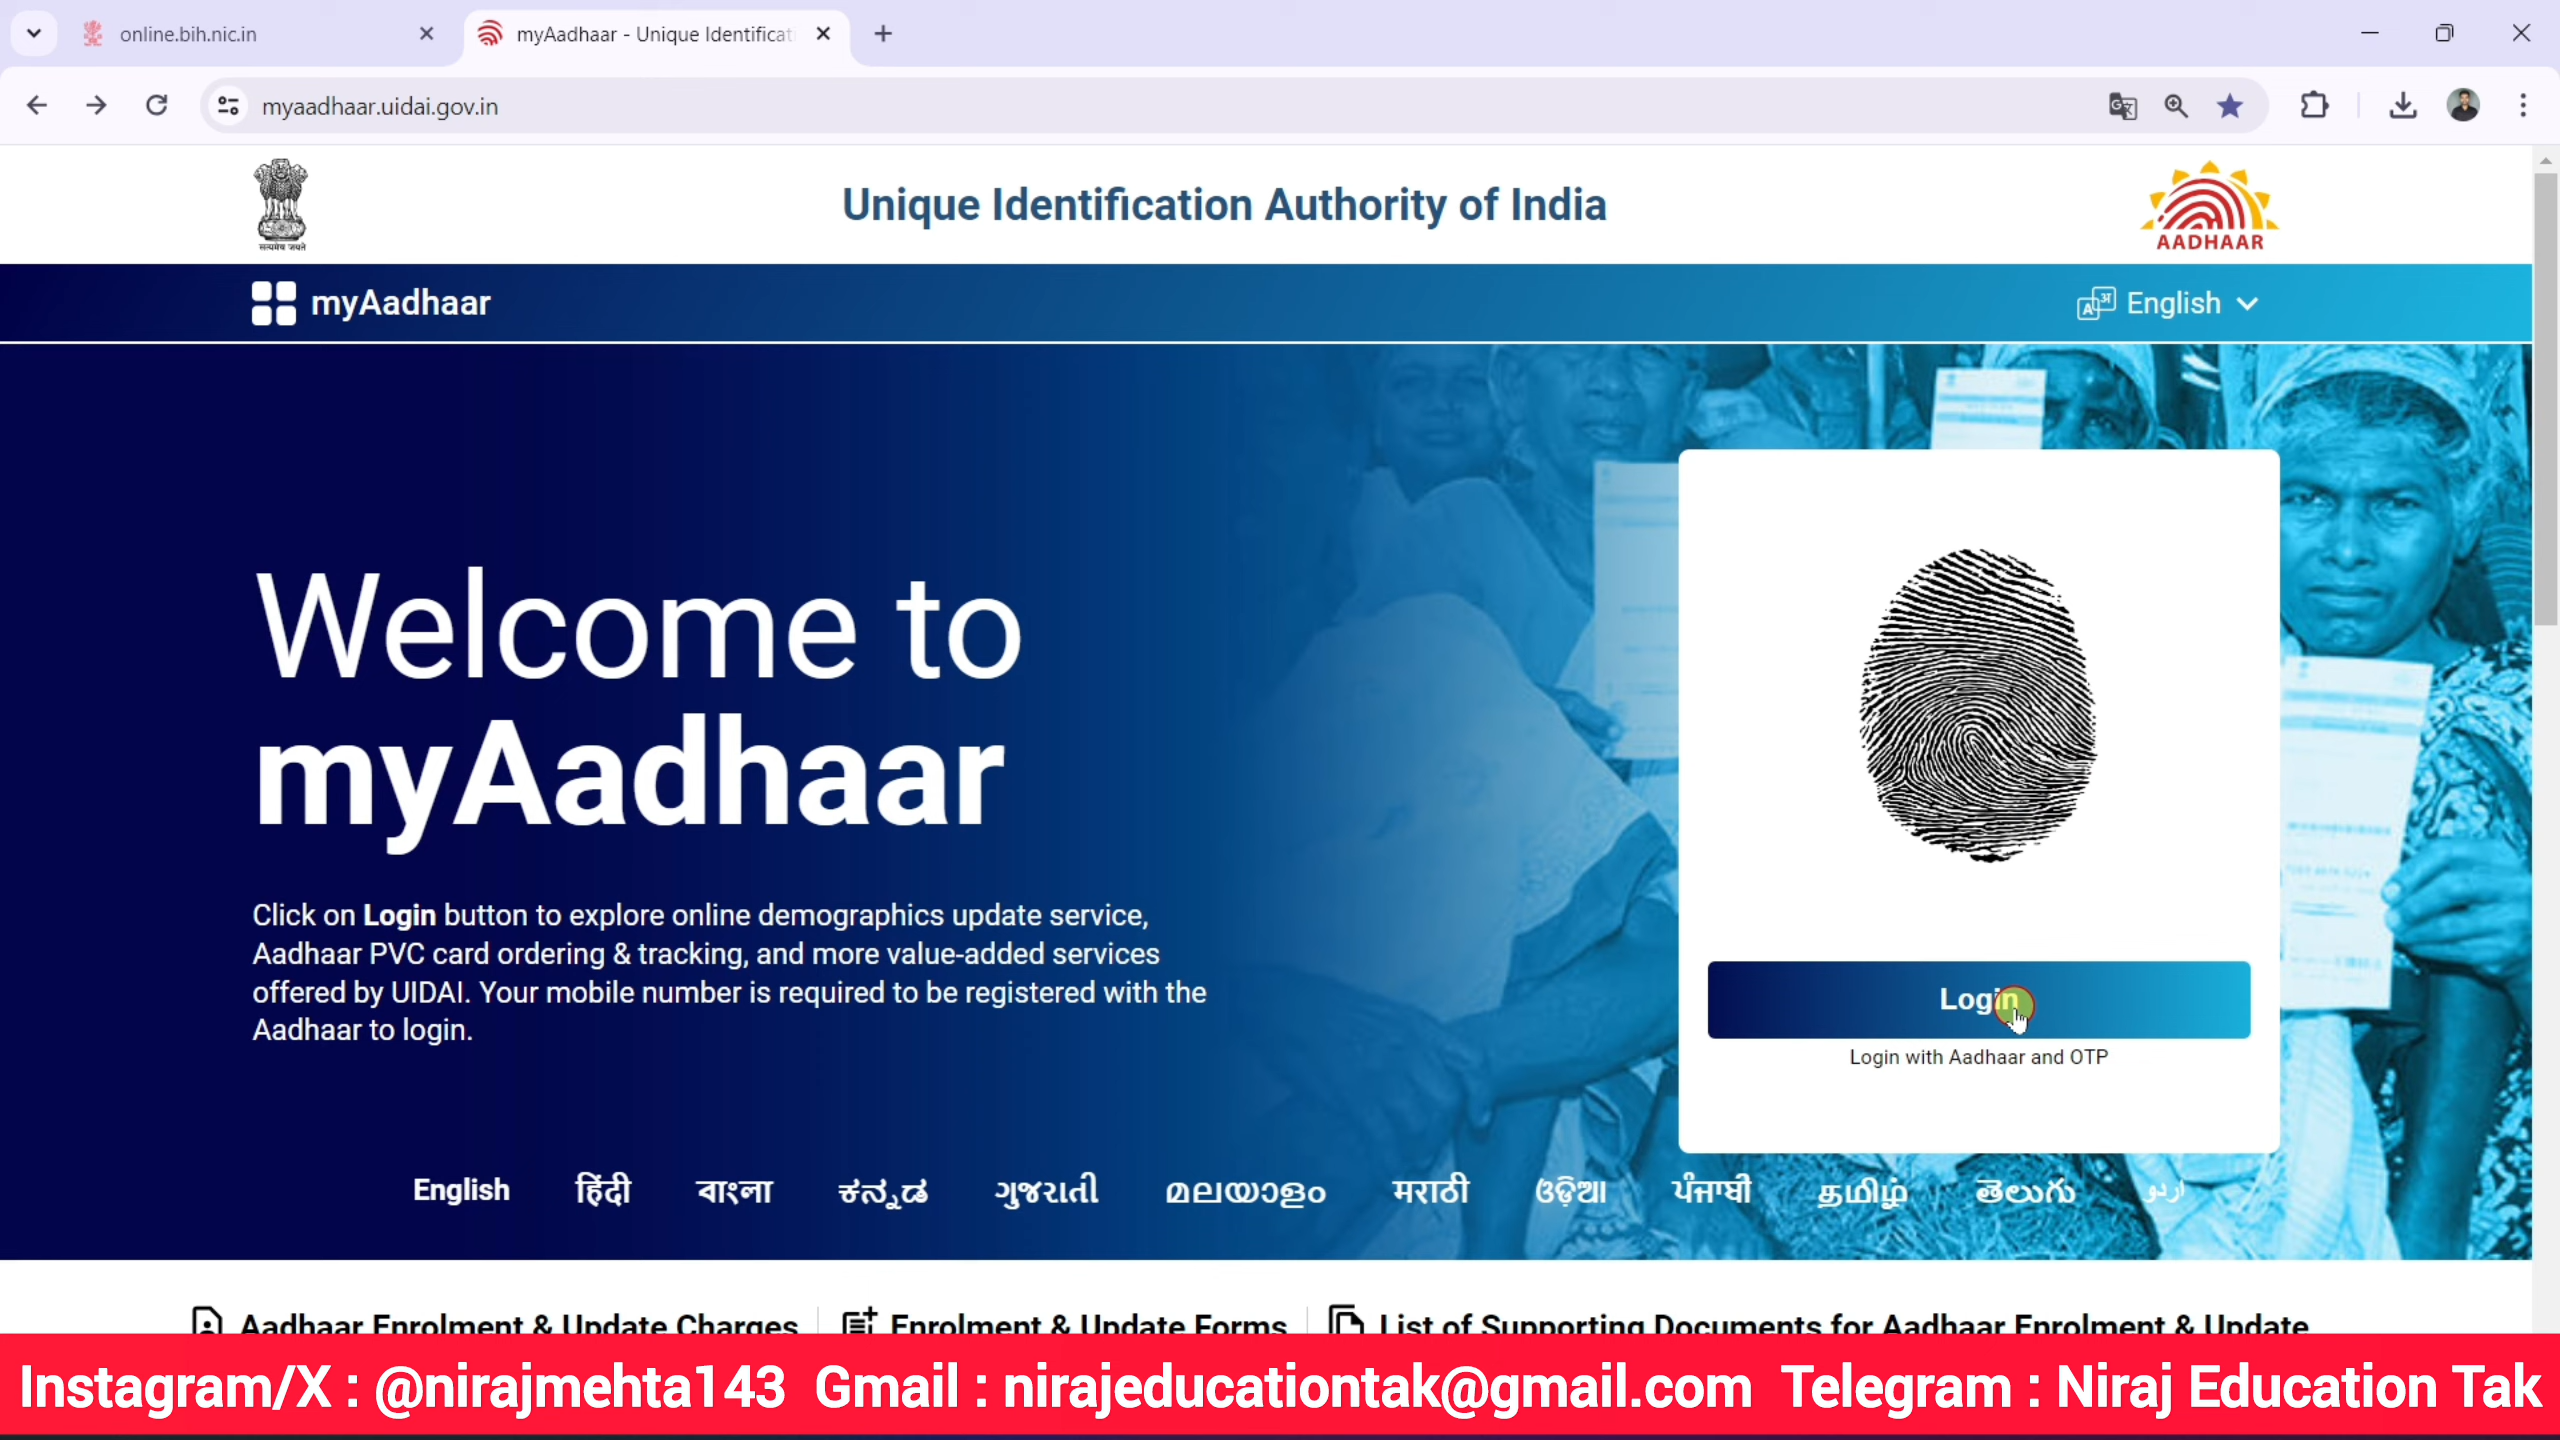 online.bih.nic.in
myAadhaar - Unique Identificati
myaadhaar.uidai.gov.in
सत्यमेव जयते
Unique Identification Authority of India
AADHAAR
myAadhaar
English
Welcome to
myAadhaar
Click on Login button to explore online demographics update service,
Aadhaar PVC card ordering & tracking, and more value-added services
offered by UIDAI. Your mobile number is required to be registered with the
Aadhaar to login.
Login
Login with Aadhaar and OTP
English हिंदी বাংলা ಕನ್ನಡ ગુજરાતી മലയാളം मराठी ଓଡ଼ିଆ ਪੰਜਾਬੀ தமிழ் తెలుగు اردو
Aadhaar Enrolment & Update Charges Enrolment & Update Forms List of Supporting Documents for Aadhaar Enrolment & Update
Instagram/X : @nirajmehta143 Gmail : nirajeducationtak@gmail.com Telegram : Niraj Education Tak